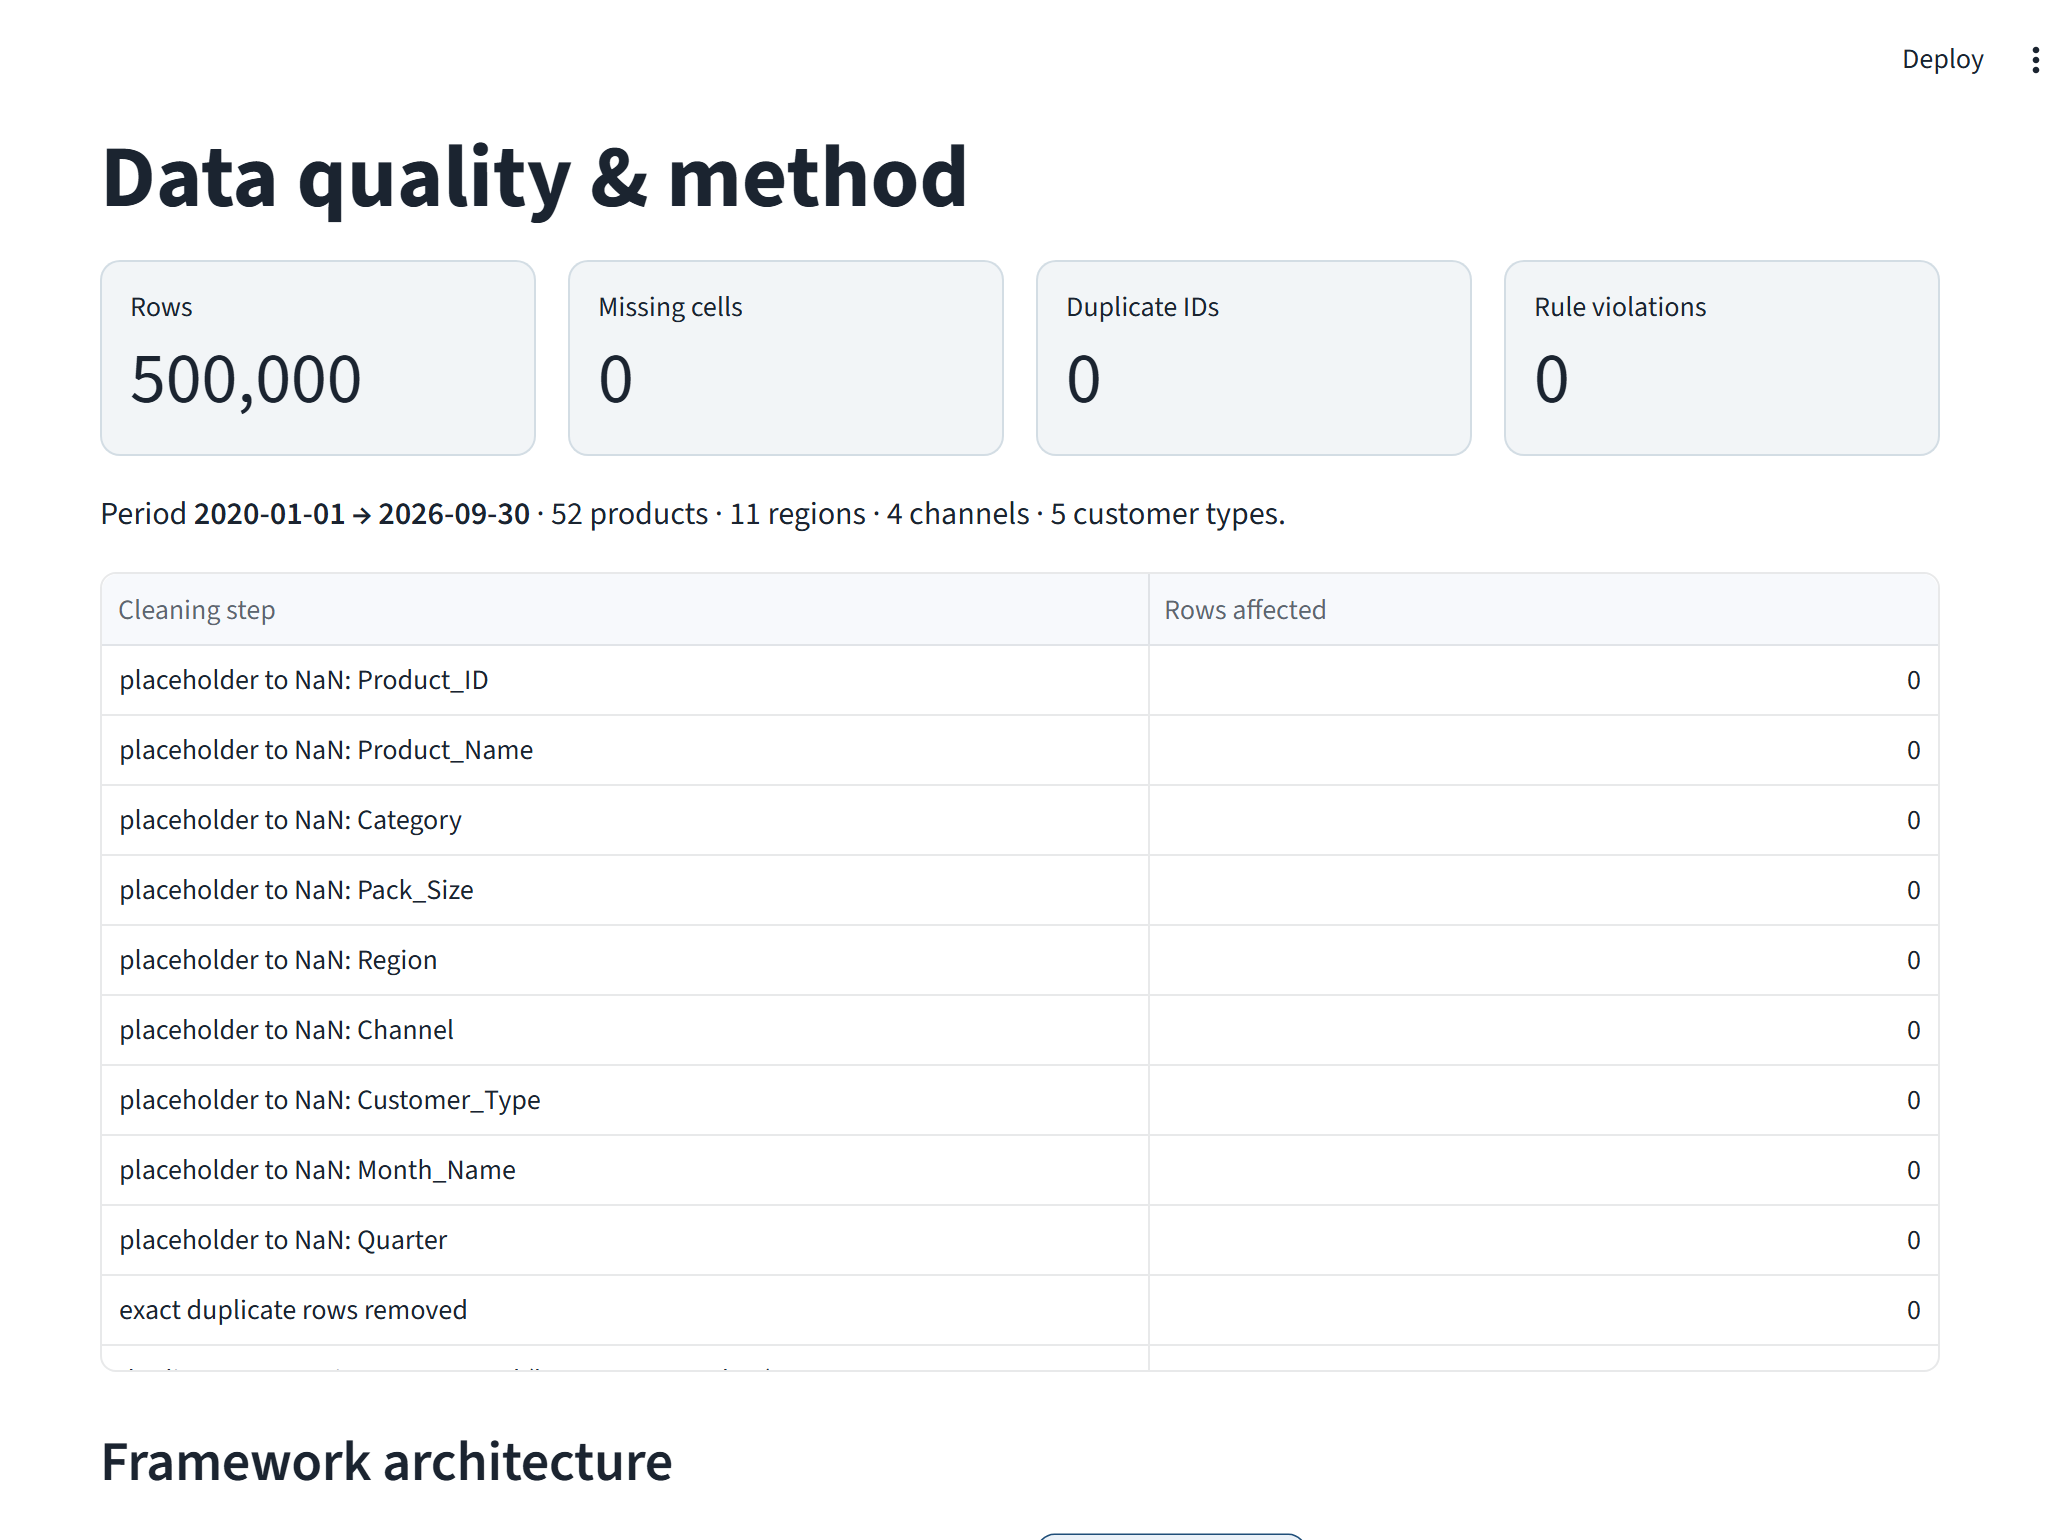 Deploy
Data quality & method
Rows
500,000
Missing cells
0
Duplicate IDs
0
Rule violations
0
Period 2020-01-01 → 2026-09-30 · 52 products · 11 regions · 4 channels · 5 customer types.
Cleaning step Rows affected
placeholder to NaN: Product_ID 0
placeholder to NaN: Product_Name 0
placeholder to NaN: Category 0
placeholder to NaN: Pack_Size 0
placeholder to NaN: Region 0
placeholder to NaN: Channel 0
placeholder to NaN: Customer_Type 0
placeholder to NaN: Month_Name 0
placeholder to NaN: Quarter 0
exact duplicate rows removed 0
Framework architecture